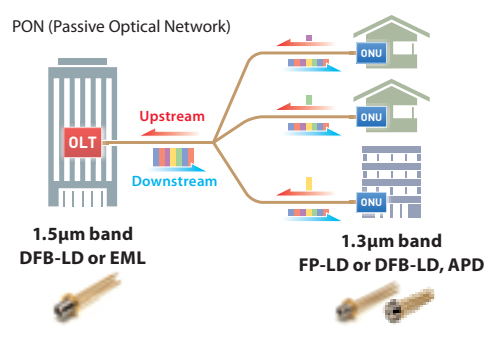 PON (Passive Optical Network)
ONU
Upstream
OLT
ONU
Downstream
ONU
1.5μm band
DFB-LD or EML
1.3μm band
FP-LD or DFB-LD, APD